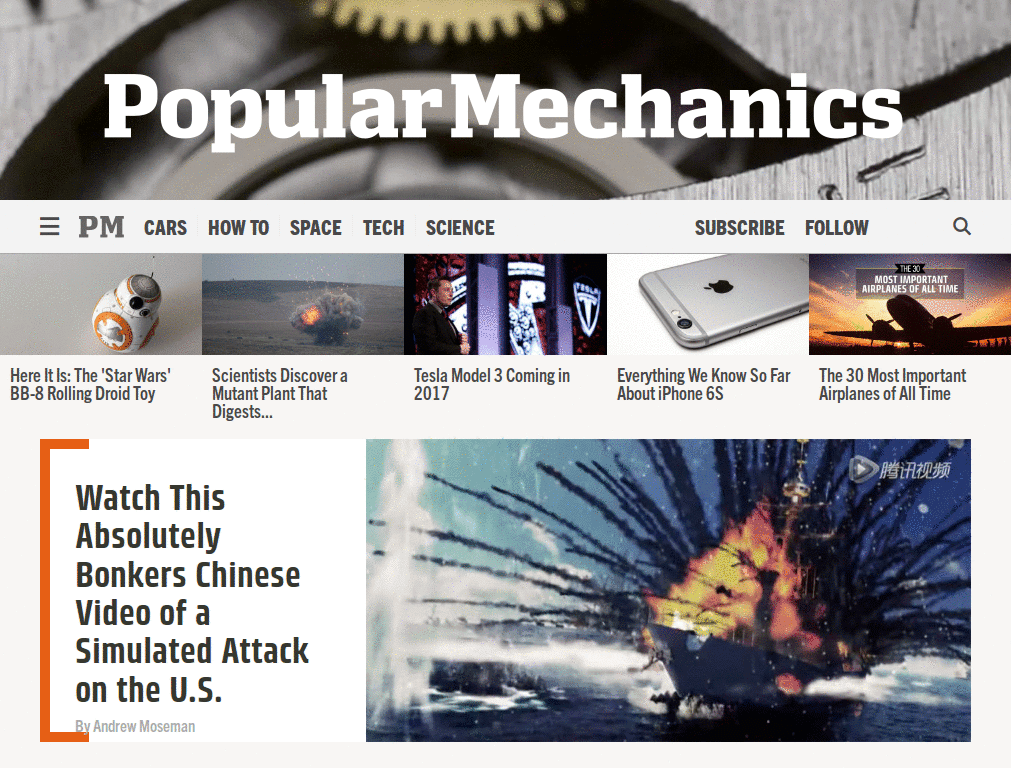 Popular Mechanics
PM CARS HOW TO SPACE TECH SCIENCE SUBSCRIBE FOLLOW
TESLA
THE 30
MOST IMPORTANT
AIRPLANES OF ALL TIME
Here It Is: The 'Star Wars'
BB-8 Rolling Droid Toy
Scientists Discover a
Mutant Plant That
Digests...
Tesla Model 3 Coming in
2017
Everything We Know So Far
About iPhone 6S
The 30 Most Important
Airplanes of All Time
Watch This
Absolutely
Bonkers Chinese
Video of a
Simulated Attack
on the U.S.
By Andrew Moseman
腾讯视频